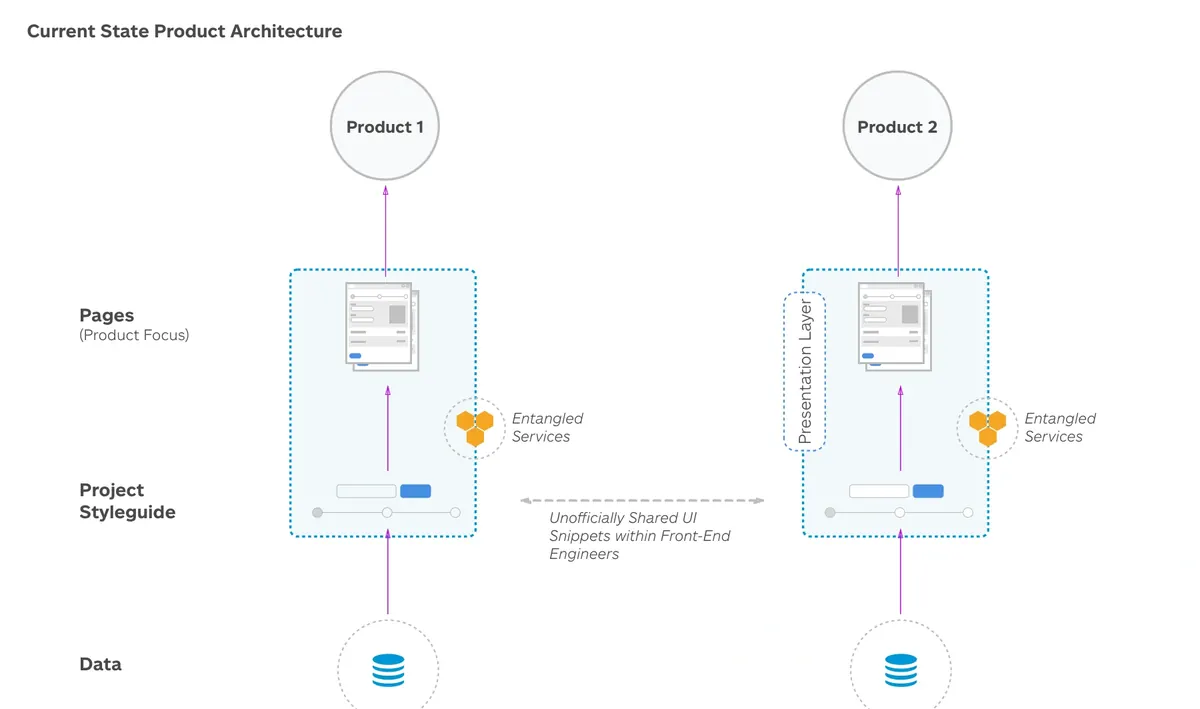 Current State Product Architecture
Product 1
Product 2
Pages
(Product Focus)
Presentation Layer
Entangled
Services
Entangled
Services
Project
Styleguide
Unofficially Shared UI
Snippets within Front-End
Engineers
Data